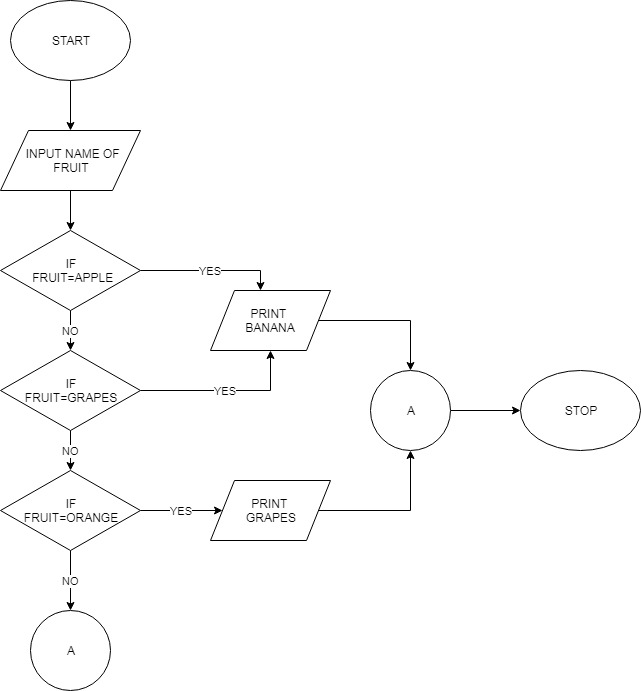 START
INPUT NAME OF
FRUIT
IF
FRUIT=APPLE
YES
PRINT
BANANA
NO
IF
FRUIT=GRAPES
YES
A
STOP
NO
IF
FRUIT=ORANGE
YES
PRINT
GRAPES
NO
A